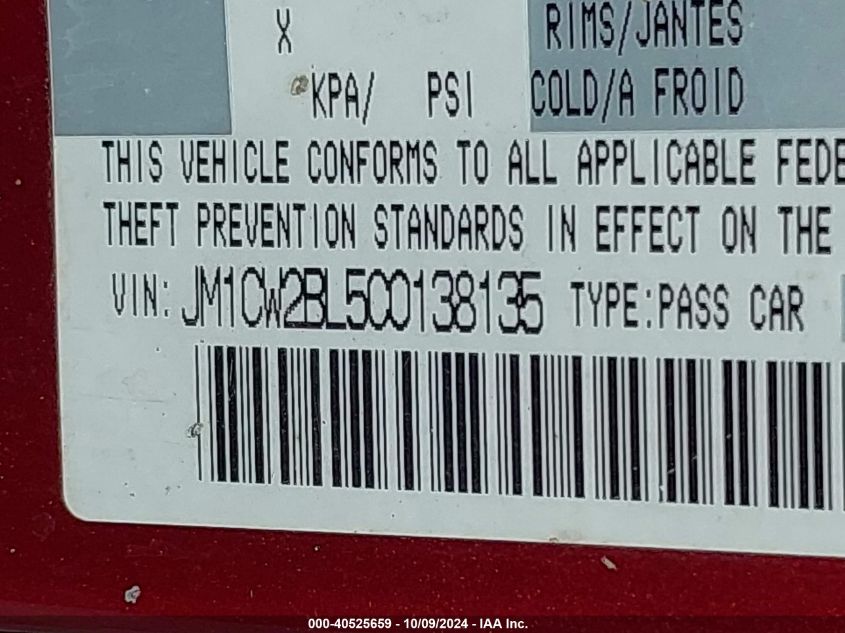 X RIMS/JANTES
KPA/ PSI COLD/A FROID
THIS VEHICLE CONFORMS TO ALL APPLICABLE FEDE
THEFT PREVENTION STANDARDS IN EFFECT ON THE
VIN: JM1CW2BL5C0138135 TYPE:PASS CAR
000-40525659 - 10/09/2024 - IAA Inc.